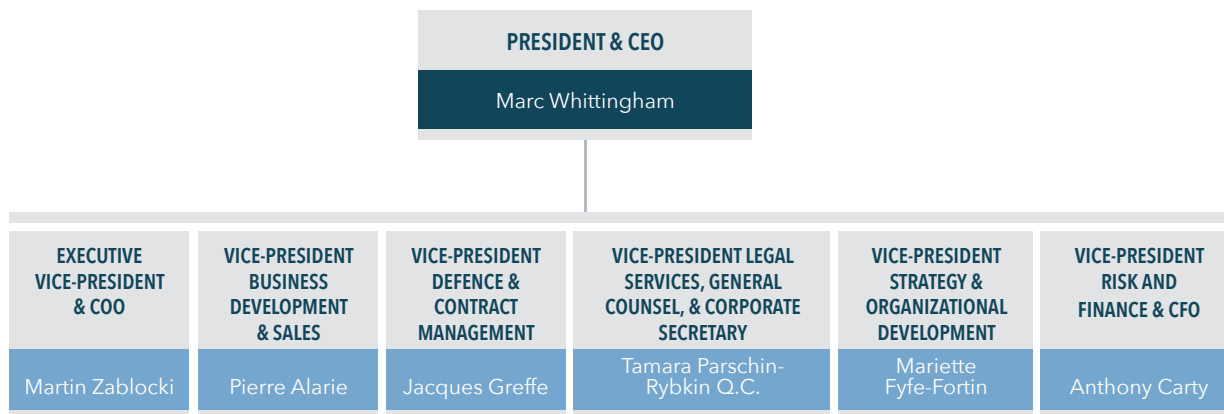 PRESIDENT & CEO
Marc Whittingham
EXECUTIVE
VICE-PRESIDENT
& COO
Martin Zablocki
VICE-PRESIDENT
BUSINESS
DEVELOPMENT
& SALES
Pierre Alarie
VICE-PRESIDENT
DEFENCE &
CONTRACT
MANAGEMENT
Jacques Greffe
VICE-PRESIDENT LEGAL
SERVICES, GENERAL
COUNSEL, & CORPORATE
SECRETARY
Tamara Parschin-
Rybkin Q.C.
VICE-PRESIDENT
STRATEGY &
ORGANIZATIONAL
DEVELOPMENT
Mariette
Fyfe-Fortin
VICE-PRESIDENT
RISK AND
FINANCE & CFO
Anthony Carty